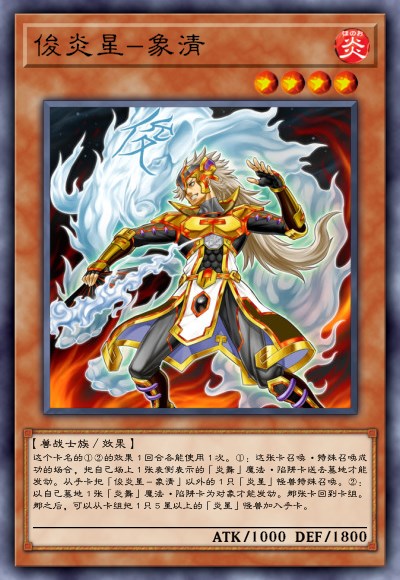 俊炎星-象清
ほのお
炎
俊
【兽战士族／效果】
这个卡名的①②的效果1回合各能使用1次。①：这张卡召唤·特殊召唤成
功的场合，把自己场上1张表侧表示的「炎舞」魔法·陷阱卡送去墓地才能
发动。从手卡把「俊炎星-象清」以外的1只「炎星」怪兽特殊召唤。②：
以自己墓地1张「炎舞」魔法·陷阱卡为对象才能发动。那张卡回到卡组。
那之后，可以从卡组把1只5星以上的「炎星」怪兽加入手卡。
ATK/1000 DEF/1800